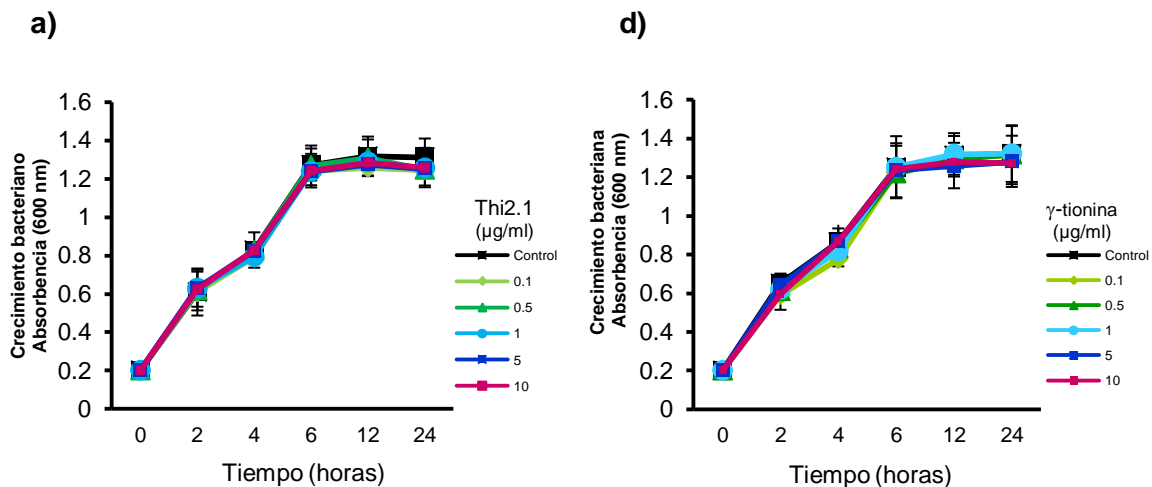 a)
Crecimiento bacteriano
Absorbencia (600 nm)
1.6
1.4
1.2
1
0.8
0.6
0.4
0.2
0
0
2
4
6
12
24
Tiempo (horas)
Thi2.1
(µg/ml)
Control
0.1
0.5
1
5
10
d)
Crecimiento bacteriana
Absorbencia (600 nm)
1.6
1.4
1.2
1
0.8
0.6
0.4
0.2
0
0
2
4
6
12
24
Tiempo (horas)
γ-tionina
(µg/ml)
Control
0.1
0.5
1
5
10